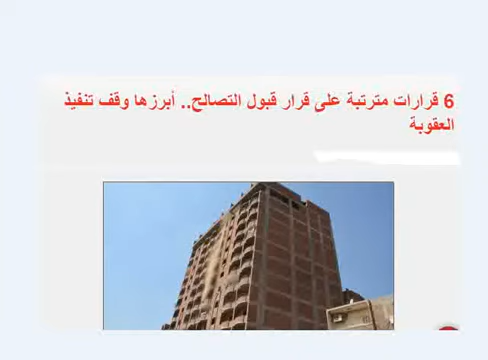 6 قرارات مترتبة على قرار قبول التصالح.. أبرزها وقف تنفيذ
العقوبة